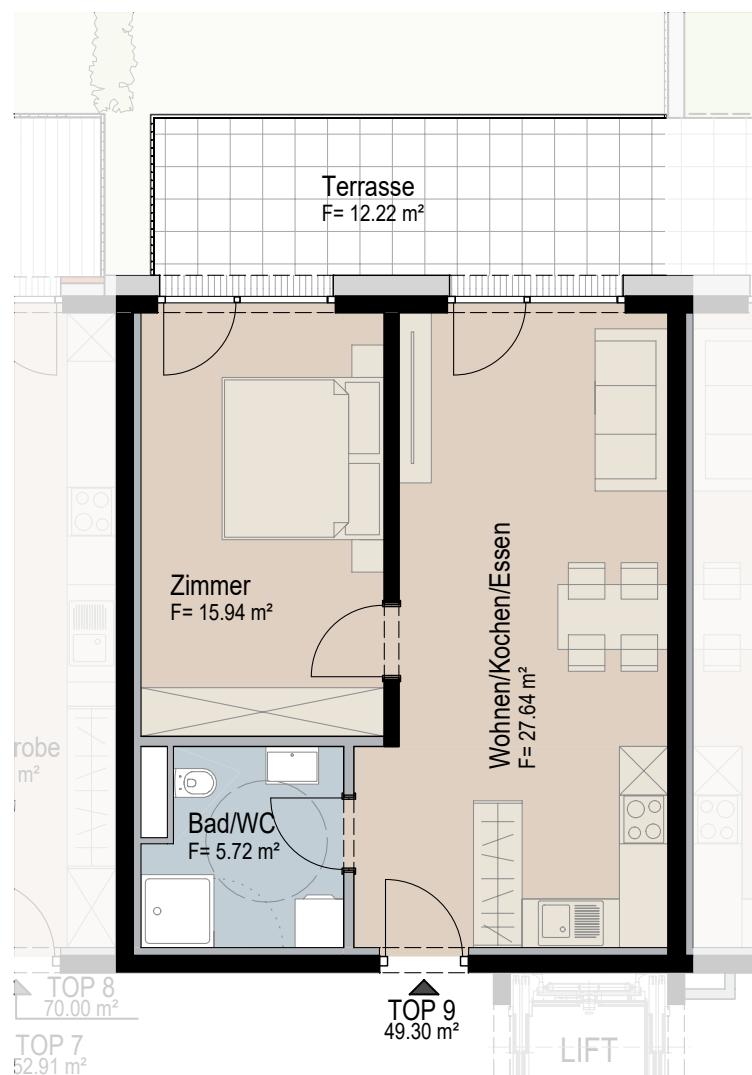 Terrasse
F= 12.22 m²
Zimmer
F= 15.94 m²
Wohnen/Kochen/Essen
F= 27.64 m²
robe
m²
Bad/WC
F= 5.72 m²
TOP 8
70.00 m²
TOP 9
49.30 m²
TOP 7
52.91 m²
LIFT